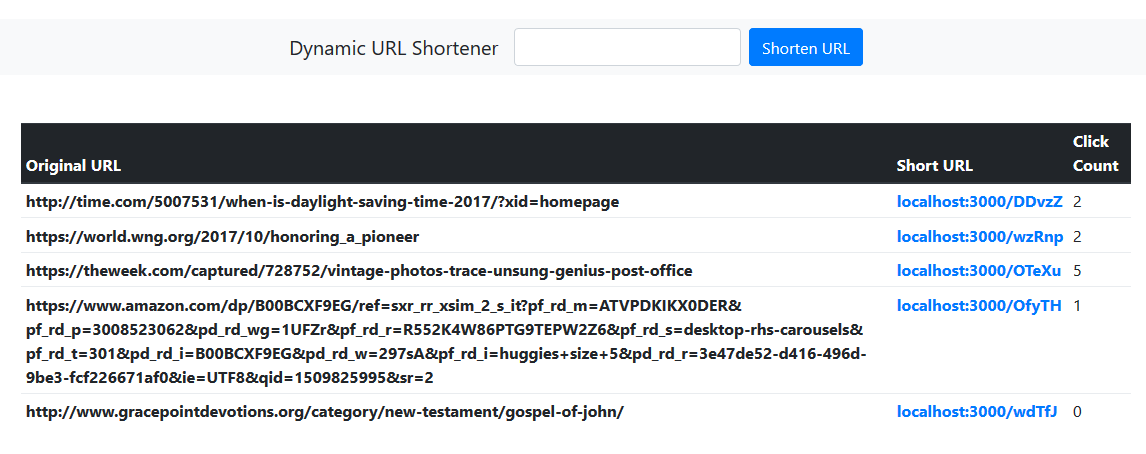 Dynamic URL Shortener Shorten URL
Original URL Short URL Click Count
http://time.com/5007531/when-is-daylight-saving-time-2017/?xid=homepage localhost:3000/DDvzZ 2
https://world.wng.org/2017/10/honoring_a_pioneer localhost:3000/wzRnp 2
https://theweek.com/captured/728752/vintage-photos-trace-unsung-genius-post-office localhost:3000/OTeXu 5
https://www.amazon.com/dp/B00BCXF9EG/ref=sxr_rr_xsim_2_s_it?pf_rd_m=ATVPDKIKX0DER& localhost:3000/OfyTH 1
pf_rd_p=3008523062&pd_rd_wg=1UFZr&pf_rd_r=R552K4W86PTG9TEPW2Z6&pf_rd_s=desktop-rhs-carousels&
pf_rd_t=301&pd_rd_i=B00BCXF9EG&pd_rd_w=297sA&pf_rd_i=huggies+size+5&pd_rd_r=3e47de52-d416-496d-
9be3-fcf226671af0&ie=UTF8&qid=1509825995&sr=2
http://www.gracepointdevotions.org/category/new-testament/gospel-of-john/ localhost:3000/wdTfJ 0